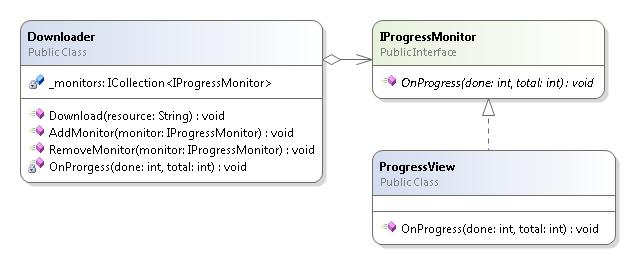 Downloader
Public Class
_monitors: ICollection<IProgressMonitor>
Download(resource: String) : void
AddMonitor(monitor: IProgressMonitor) : void
RemoveMonitor(monitor: IProgressMonitor) : void
OnProrgess(done: int, total: int) : void
IProgressMonitor
Public Interface
OnProgress(done: int, total: int) : void
ProgressView
Public Class
OnProgress(done: int, total: int) : void